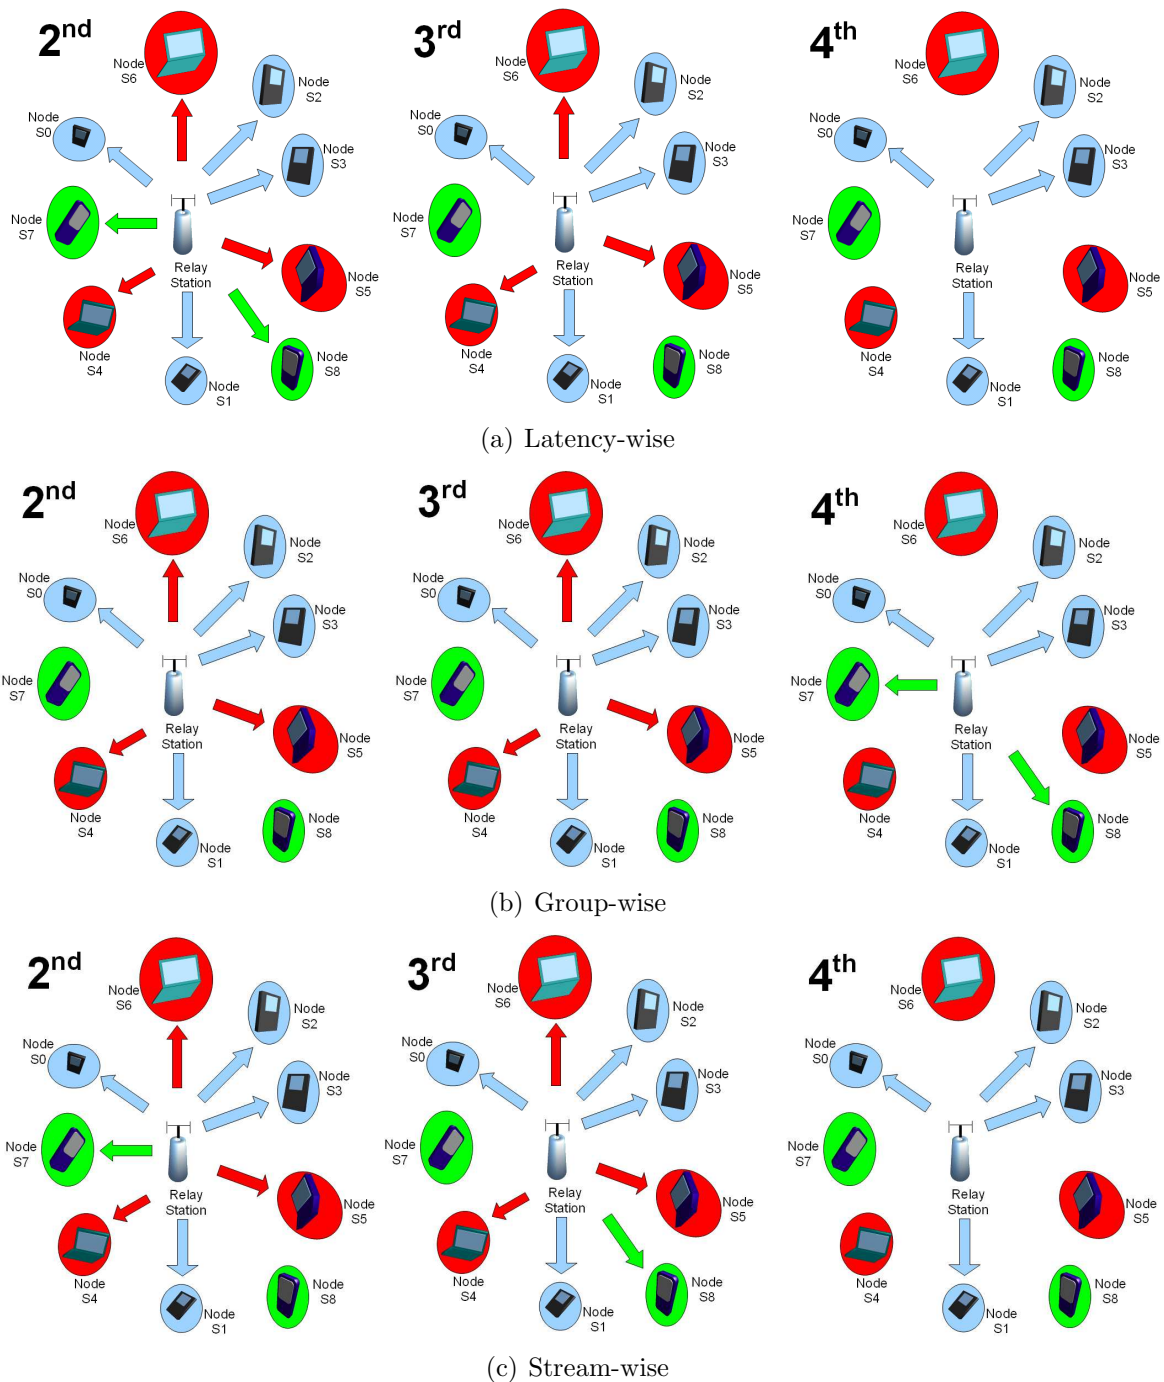 2nd
Node
S6
Node
S2
Node
S0
Node
S3
Node
S7
Relay
Station
Node
S5
Node
S4
Node
S8
Node
S1
3rd
Node
S6
Node
S2
Node
S0
Node
S3
Node
S7
Relay
Station
Node
S5
Node
S4
Node
S8
Node
S1
4th
Node
S6
Node
S2
Node
S0
Node
S3
Node
S7
Relay
Station
Node
S5
Node
S4
Node
S8
Node
S1
(a) Latency-wise
2nd
Node
S6
Node
S2
Node
S0
Node
S3
Node
S7
Relay
Station
Node
S5
Node
S4
Node
S8
Node
S1
3rd
Node
S6
Node
S2
Node
S0
Node
S3
Node
S7
Relay
Station
Node
S5
Node
S4
Node
S8
Node
S1
4th
Node
S6
Node
S2
Node
S0
Node
S3
Node
S7
Relay
Station
Node
S5
Node
S4
Node
S8
Node
S1
(b) Group-wise
2nd
Node
S6
Node
S2
Node
S0
Node
S3
Node
S7
Relay
Station
Node
S5
Node
S4
Node
S8
Node
S1
3rd
Node
S6
Node
S2
Node
S0
Node
S3
Node
S7
Relay
Station
Node
S5
Node
S4
Node
S8
Node
S1
4th
Node
S6
Node
S2
Node
S0
Node
S3
Node
S7
Relay
Station
Node
S5
Node
S4
Node
S8
Node
S1
(c) Stream-wise